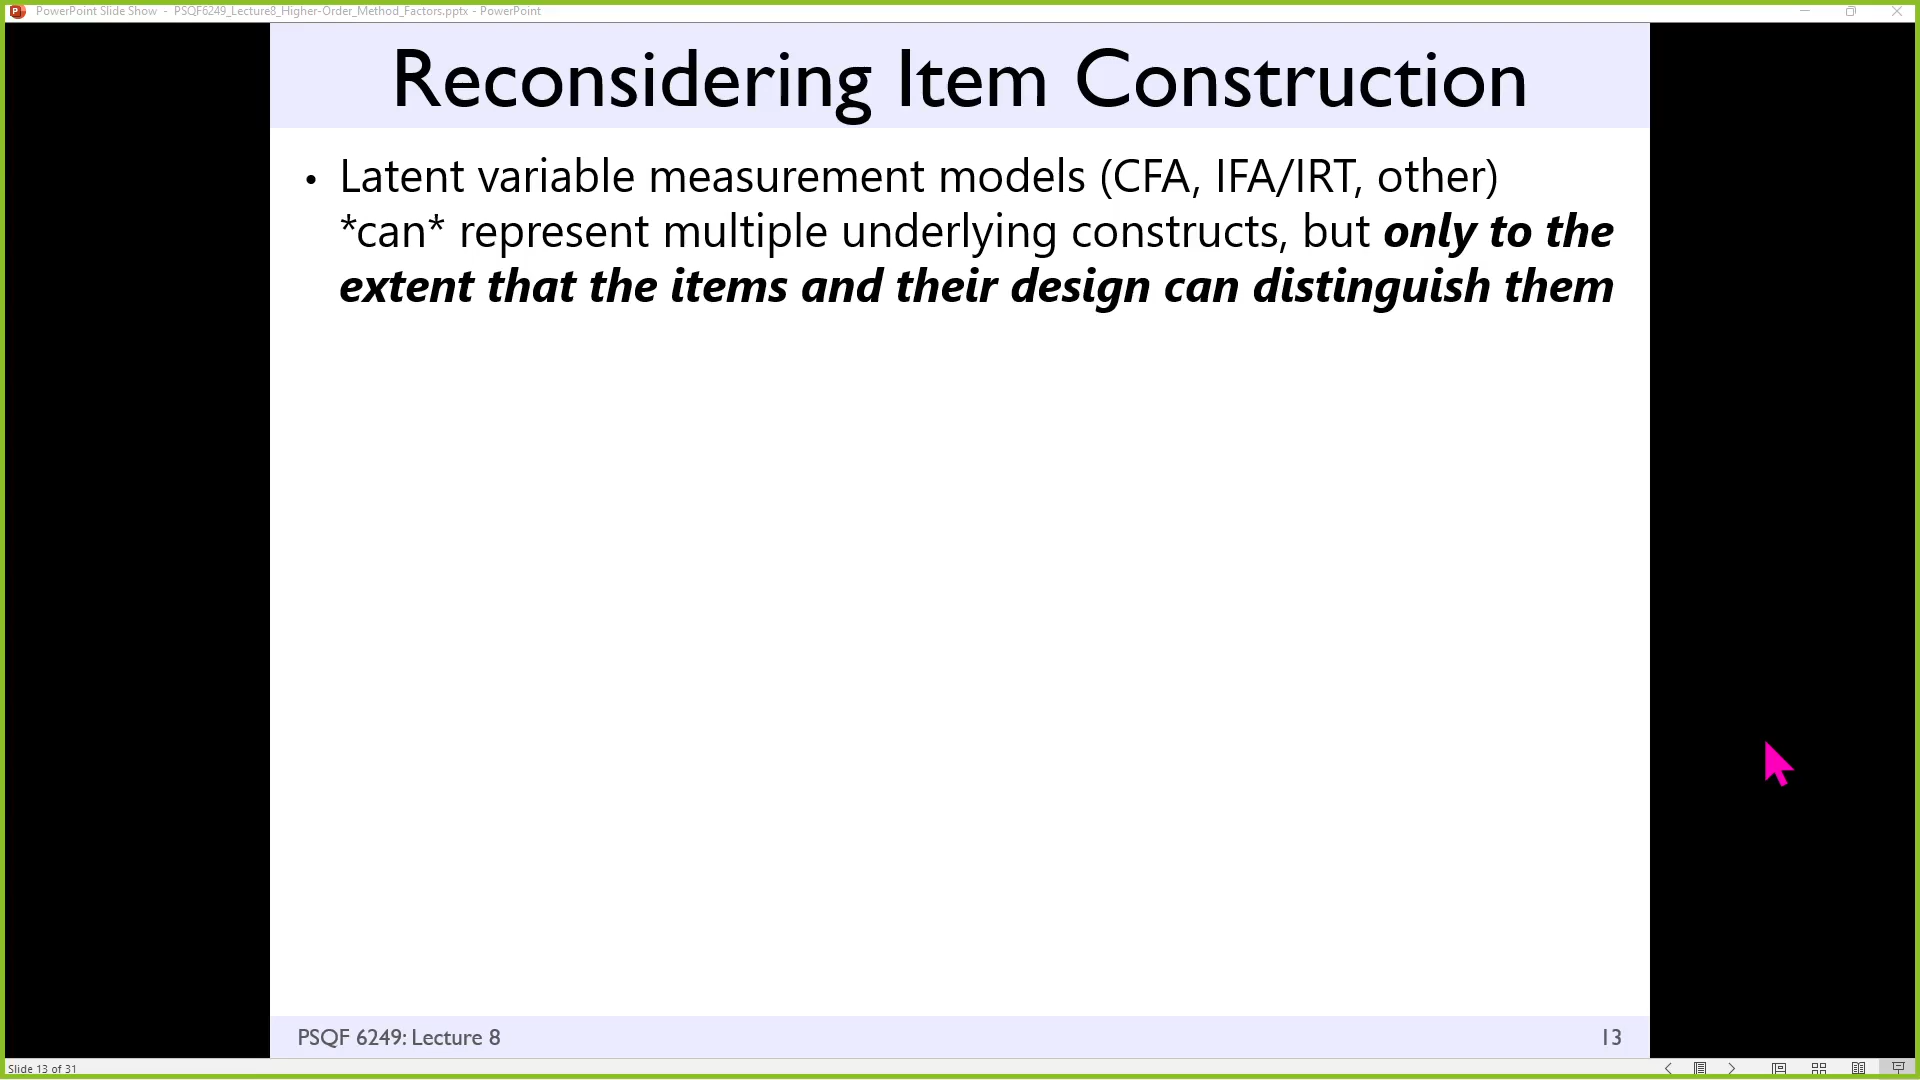 PowerPoint Slide Show - PSQF6249_Lecture8_Higher-Order_Method_Factors.pptx - PowerPoint
Reconsidering Item Construction
• Latent variable measurement models (CFA, IFA/IRT, other)
*can* represent multiple underlying constructs, but only to the
extent that the items and their design can distinguish them
PSQF 6249: Lecture 8
13
Slide 13 of 31